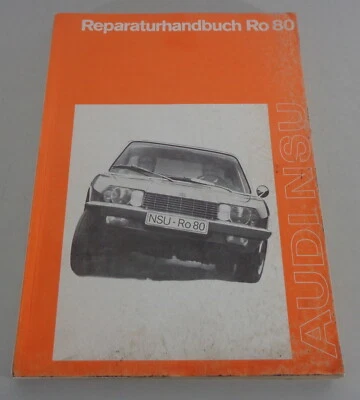 Reparaturhandbuch Ro 80
NSU-Ro 80
AUDI NSU